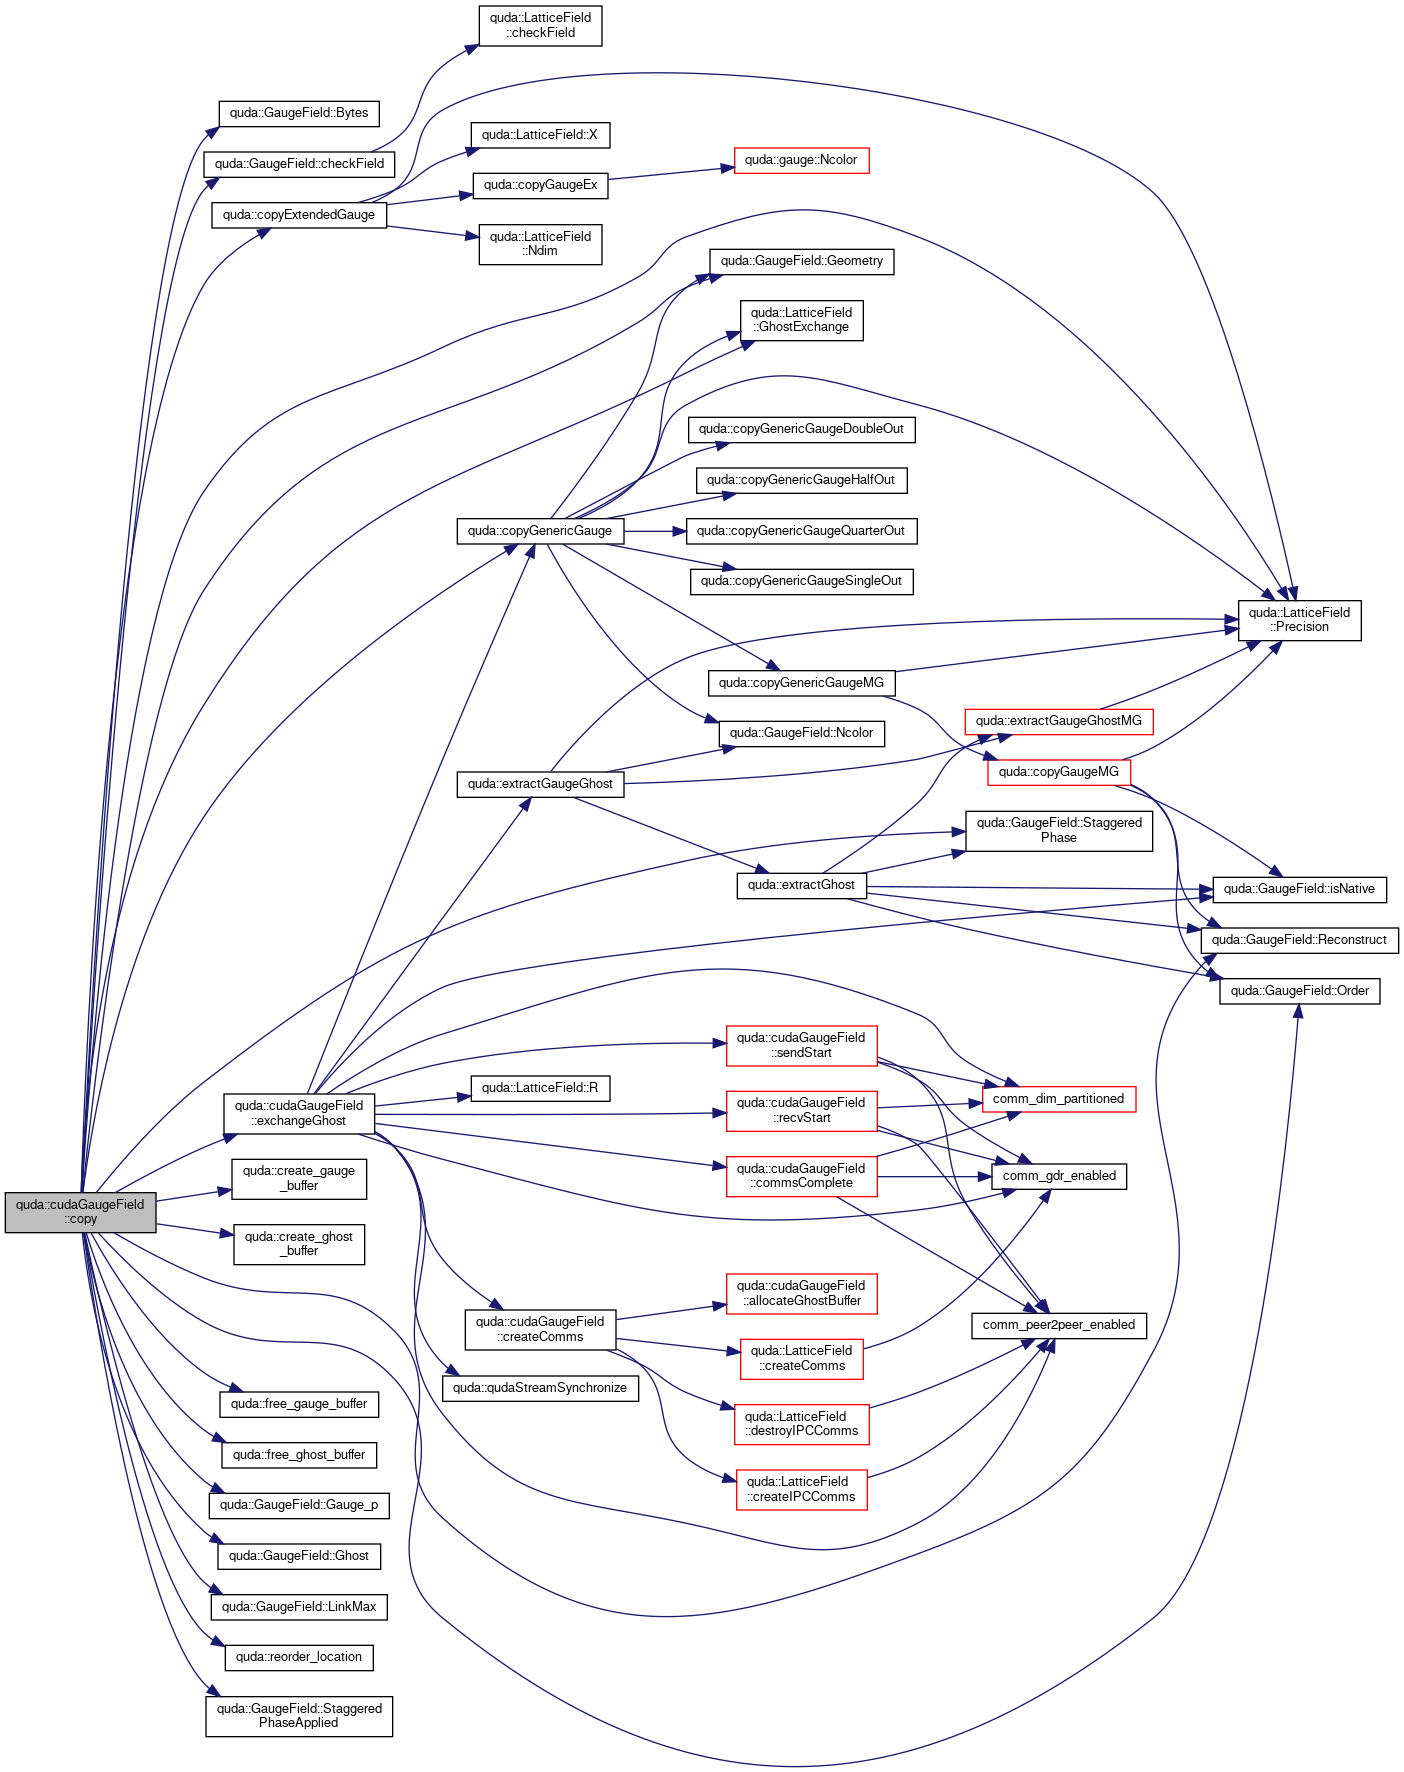 quda::LatticeField
::checkField
quda::GaugeField::Bytes
quda::LatticeField::X
quda::GaugeField::checkField
quda::gauge::Ncolor
quda::copyGaugeEx
quda::copyExtendedGauge
quda::LatticeField
::Ndim
quda::GaugeField::Geometry
quda::LatticeField
::GhostExchange
quda::copyGenericGaugeDoubleOut
quda::copyGenericGaugeHalfOut
quda::copyGenericGauge
quda::copyGenericGaugeQuarterOut
quda::copyGenericGaugeSingleOut
quda::LatticeField
::Precision
quda::copyGenericGaugeMG
quda::extractGaugeGhostMG
quda::GaugeField::Ncolor
quda::copyGaugeMG
quda::extractGaugeGhost
quda::GaugeField::Staggered
Phase
quda::extractGhost
quda::GaugeField::isNative
quda::GaugeField::Reconstruct
quda::GaugeField::Order
quda::cudaGaugeField
::sendStart
quda::LatticeField::R
quda::cudaGaugeField
::exchangeGhost
quda::cudaGaugeField
::recvStart
comm_dim_partitioned
quda::cudaGaugeField
::commsComplete
comm_gdr_enabled
quda::create_gauge
_buffer
quda::cudaGaugeField
::copy
quda::create_ghost
_buffer
quda::cudaGaugeField
::allocateGhostBuffer
quda::cudaGaugeField
::createComms
comm_peer2peer_enabled
quda::LatticeField
::createComms
quda::qudaStreamSynchronize
quda::free_gauge_buffer
quda::LatticeField
::destroyIPCComms
quda::free_ghost_buffer
quda::LatticeField
::createIPCComms
quda::GaugeField::Gauge_p
quda::GaugeField::Ghost
quda::GaugeField::LinkMax
quda::reorder_location
quda::GaugeField::Staggered
PhaseApplied